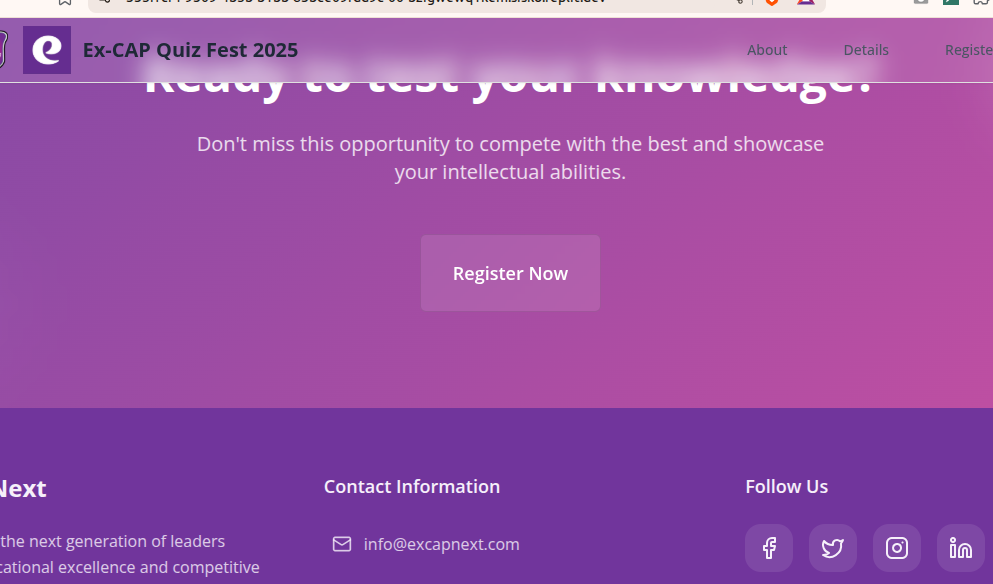 Ex-CAP Quiz Fest 2025
About
Details
Registe
Ready to test your knowledge?
Don't miss this opportunity to compete with the best and showcase
your intellectual abilities.
Register Now
Next
Contact Information
Follow Us
the next generation of leaders
info@excapnext.com
cational excellence and competitive